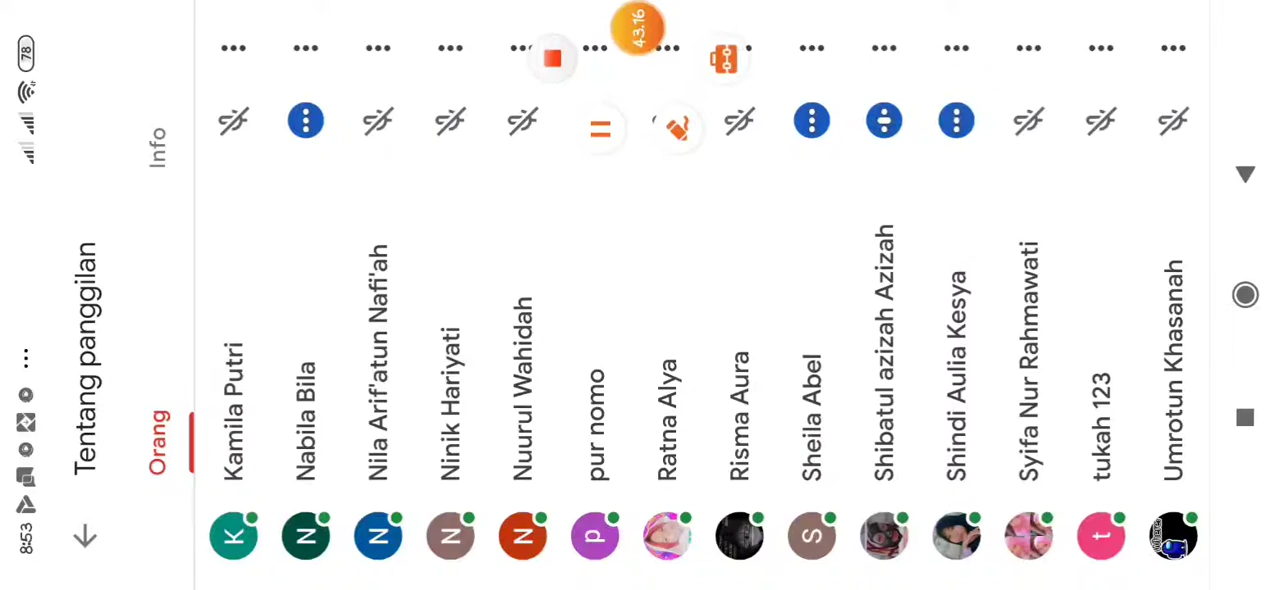 8:53
78
Tentang panggilan
Orang
Info
K
Kamila Putri
N
Nabila Bila
N
Nila Arif'atun Nafi'ah
N
Ninik Hariyati
N
Nuurul Wahidah
p
pur nomo
43.16
Ratna Alya
Risma Aura
S
Sheila Abel
Shibatul azizah Azizah
Shindi Aulia Kesya
Syifa Nur Rahmawati
t
tukah 123
Umrotun Khasanah